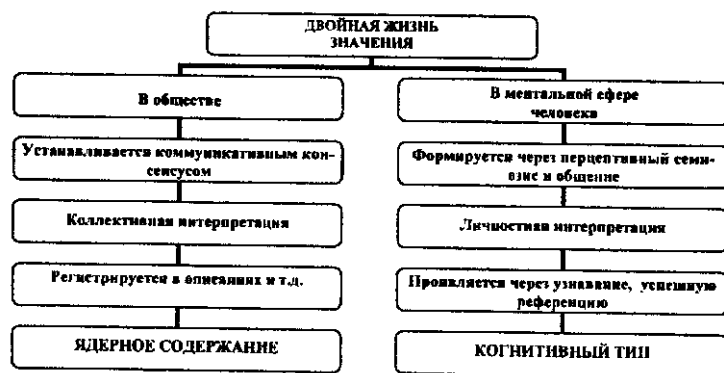 ДВОЙНАЯ ЖИЗНЬ
ЗНАЧЕНИЯ
В обществе
Устанавливается коммуникативным кон-
сенсусом
Коллективная интерпретация
Регистрируется в описаниях и т.д.
ЯДЕРНОЕ СОДЕРЖАНИЕ
В ментальной сфере
человека
Формируется через перцептивный семи-
озис и общение
Личностная интерпретация
Проявляется через узнавание, успешную
референцию
КОГНИТИВНЫЙ ТИП